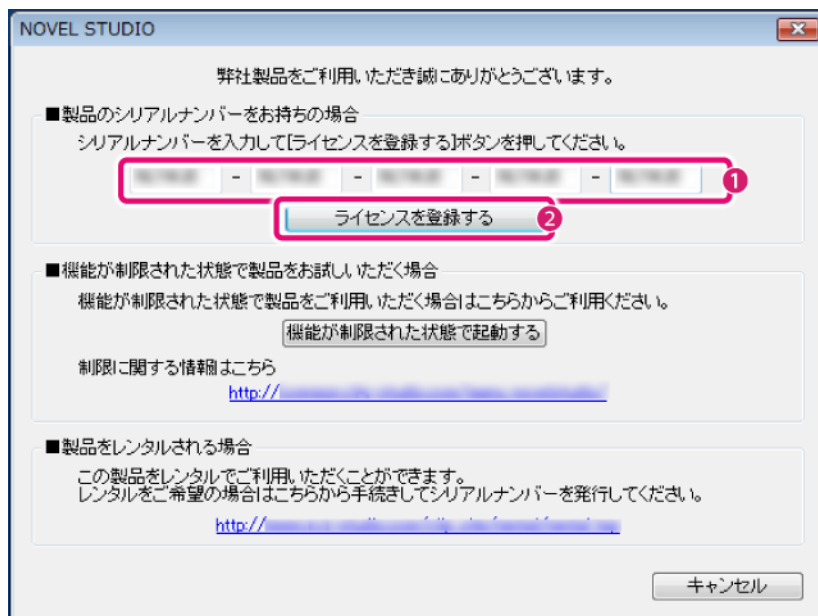 NOVEL STUDIO
弊社製品をご利用いただき誠にありがとうございます。
■製品のシリアルナンバーをお持ちの場合
シリアルナンバーを入力して[ライセンスを登録する]ボタンを押してください。
- - - - 1
ライセンスを登録する 2
■機能が制限された状態で製品をお試しいただく場合
機能が制限された状態で製品をご利用いただく場合はこちらからご利用ください。
機能が制限された状態で起動する
制限に関する情報はこちら
http://
■製品をレンタルされる場合
この製品をレンタルでご利用いただくことができます。
レンタルをご希望の場合はこちらから手続きしてシリアルナンバーを発行してください。
http://
キャンセル